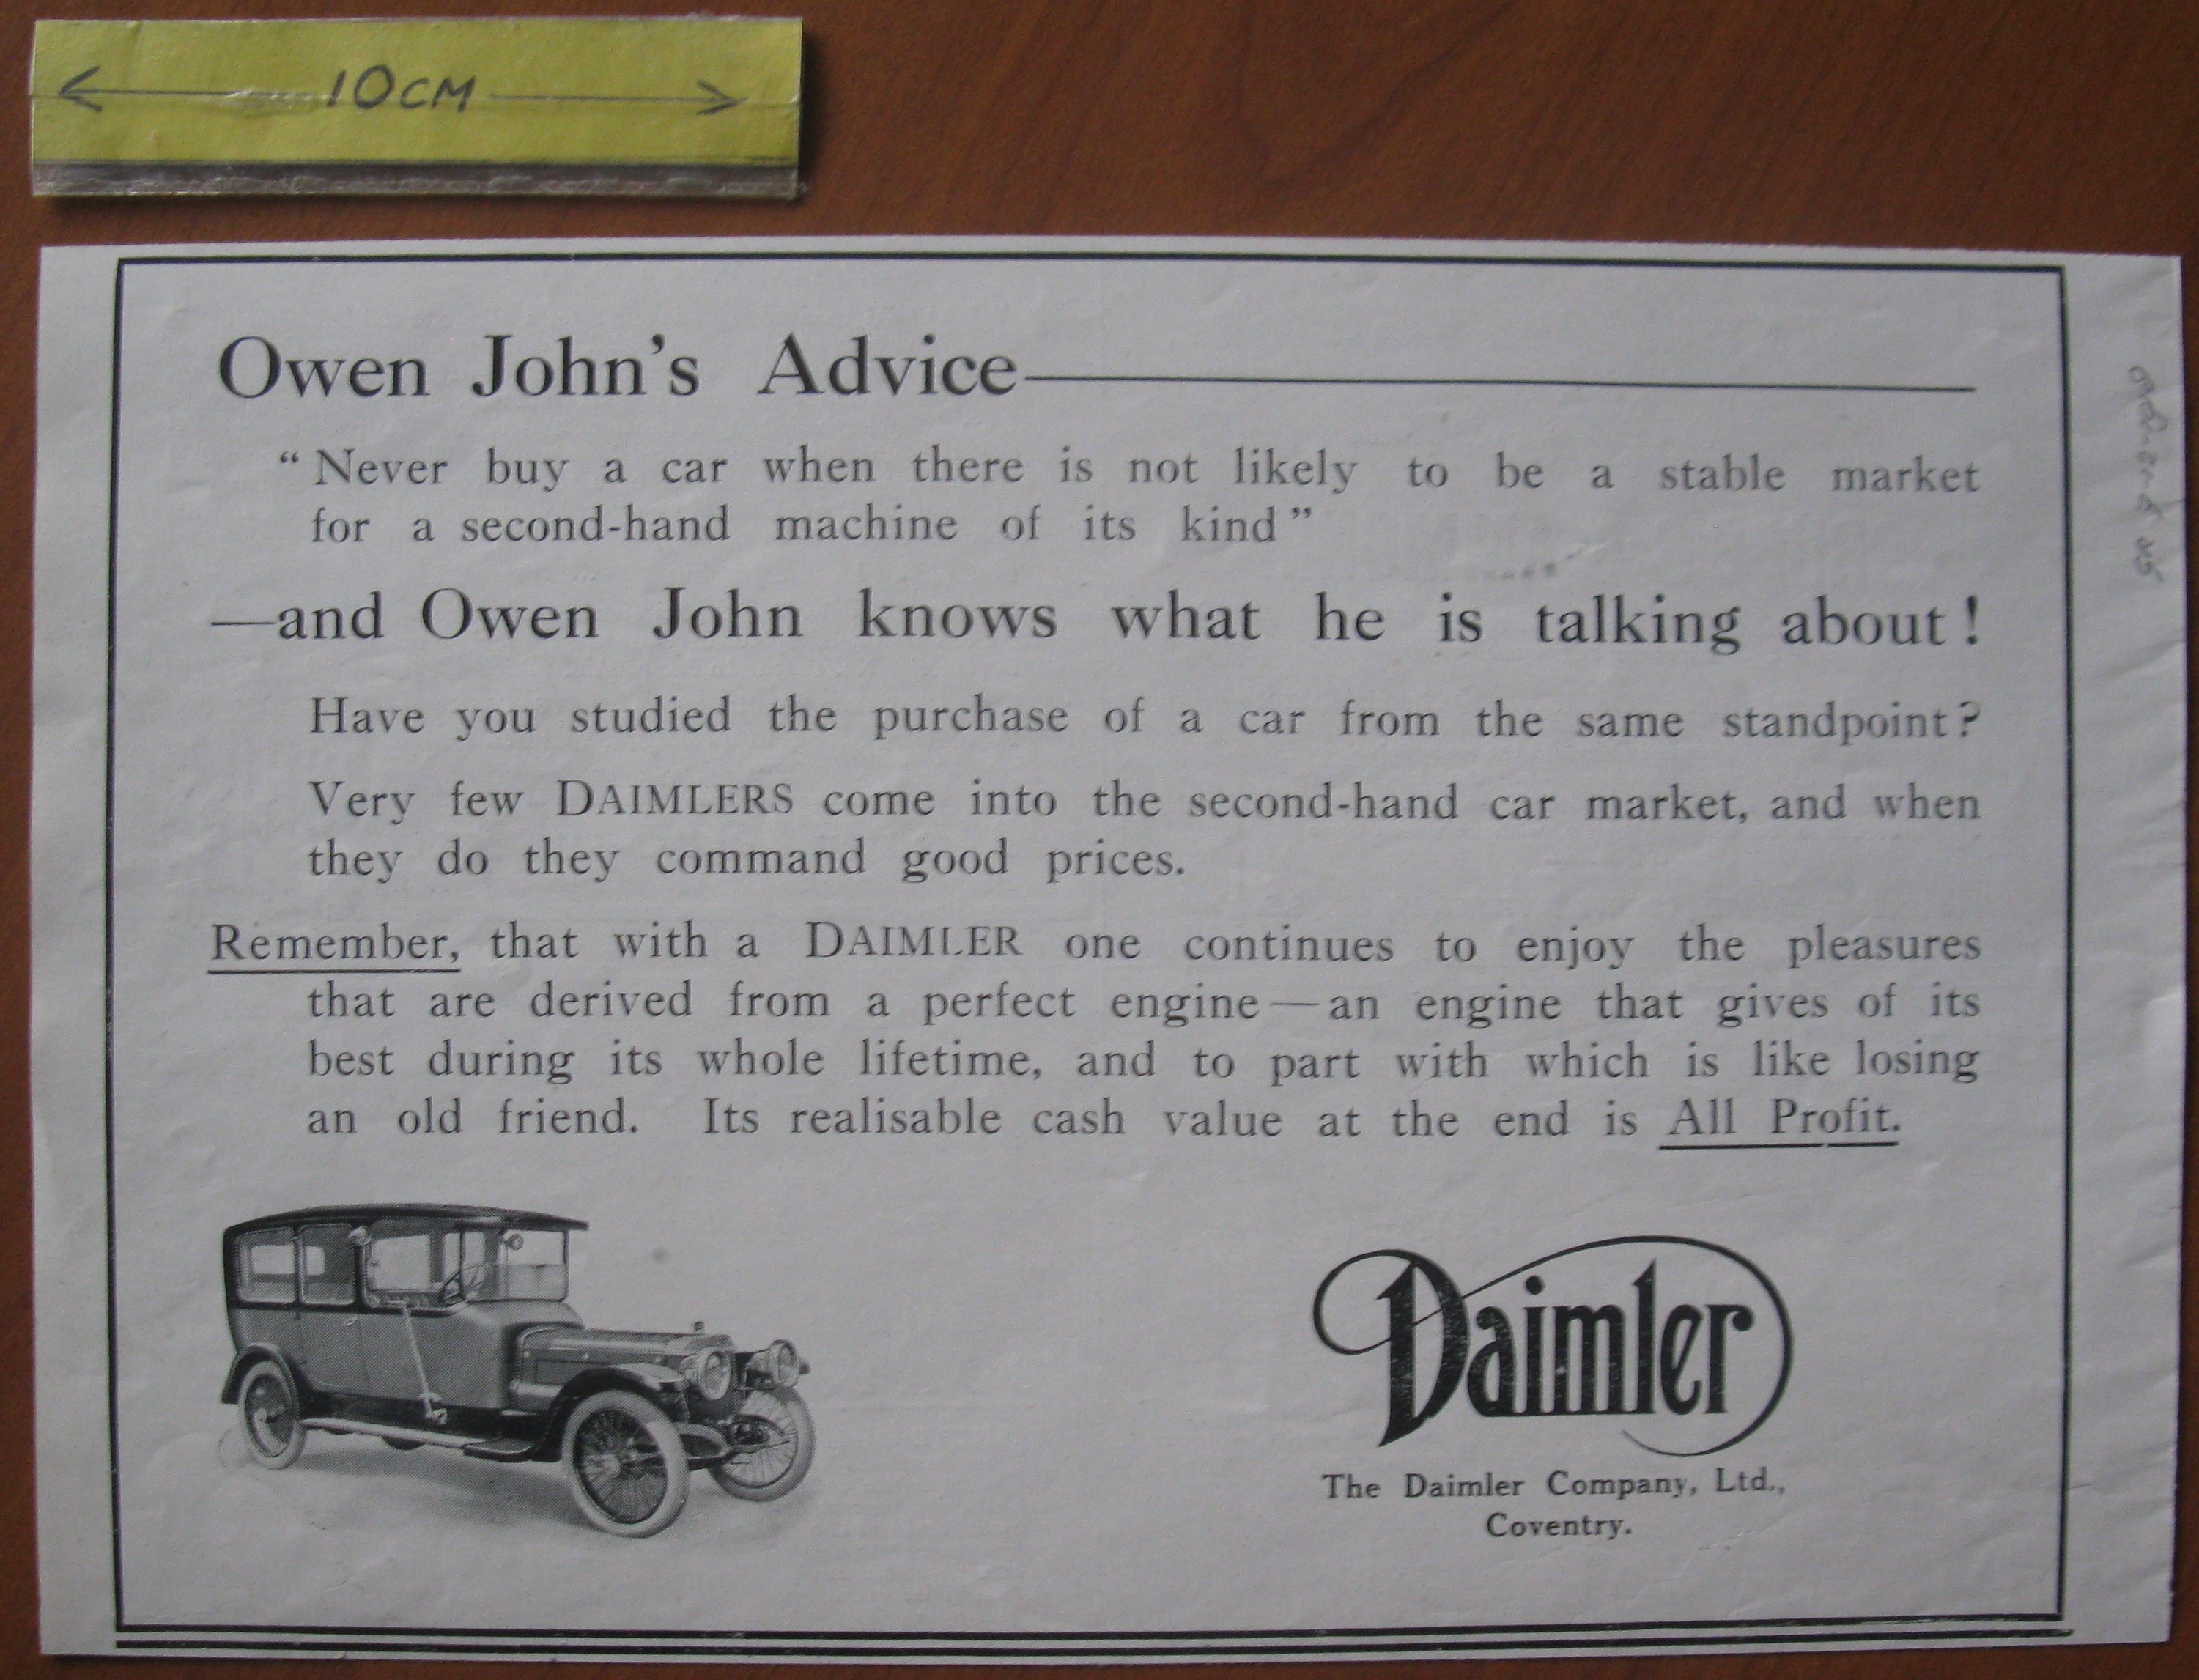 10CM
Owen John's Advice—
“Never buy a car when there is not likely to be a stable market
for a second-hand machine of its kind”
—and Owen John knows what he is talking about!
Have you studied the purchase of a car from the same standpoint?
Very few DAIMLERS come into the second-hand car market, and when
they do they command good prices.
Remember, that with a DAIMLER one continues to enjoy the pleasures
that are derived from a perfect engine—an engine that gives of its
best during its whole lifetime, and to part with which is like losing
an old friend. Its realisable cash value at the end is All Profit.
Daimler
The Daimler Company, Ltd.,
Coventry.